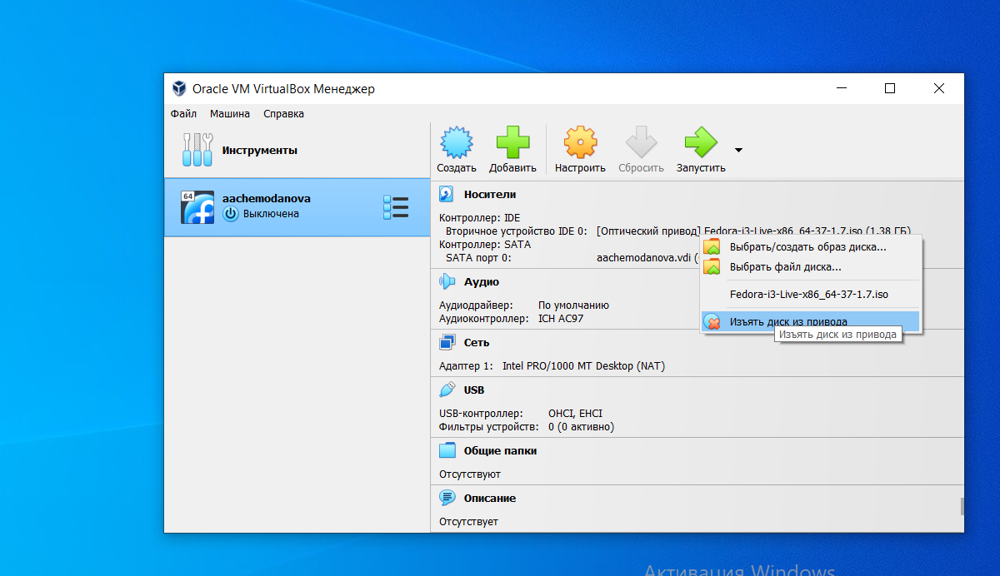 Oracle VM VirtualBox Менеджер
Файл Машина Справка
Инструменты
Создать Добавить Настроить Сбросить Запустить
64
aachemodanova
Выключена
Носители
Контроллер: IDE
Вторичное устройство IDE 0: [Оптический привод] Fedora-i3-Live-x86_64-37-1.7.iso (1,38 ГБ)
Контроллер: SATA
SATA порт 0: aachemodanova.vdi (
Выбрать/создать образ диска...
Выбрать файл диска...
Fedora-i3-Live-x86_64-37-1.7.iso
Изъять диск из привода
Изъять диск из привода
Аудио
Аудиодрайвер: По умолчанию
Аудиоконтроллер: ICH AC97
Сеть
Адаптер 1: Intel PRO/1000 MT Desktop (NAT)
USB
USB-контроллер: OHCI, EHCI
Фильтры устройств: 0 (0 активно)
Общие папки
Отсутствуют
Описание
Отсутствует
Активация Windows